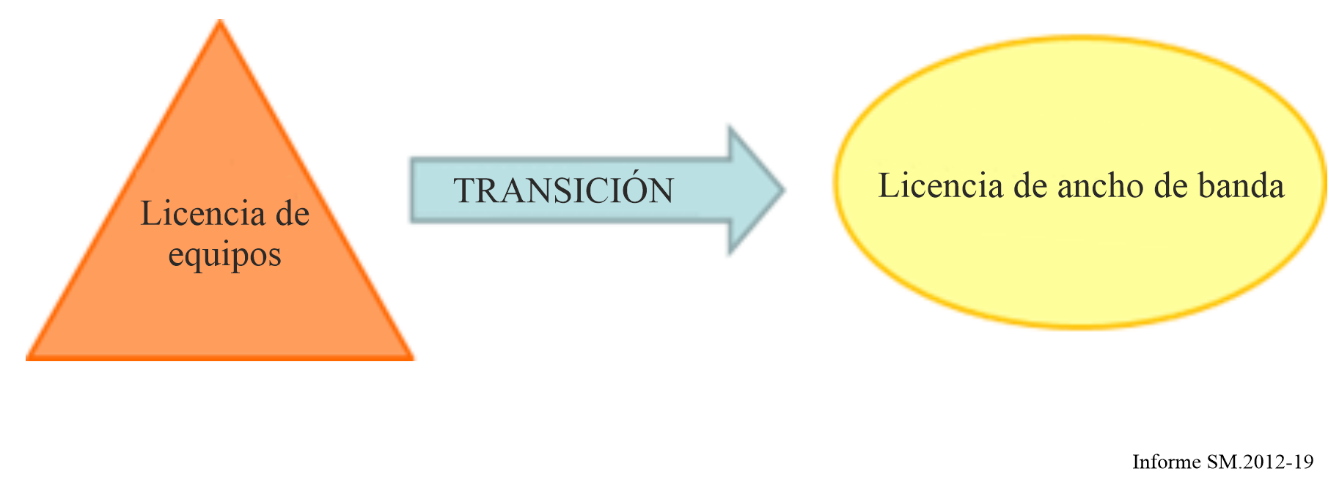 Licencia de
equipos
TRANSICIÓN
Licencia de ancho de banda
Informe SM.2012-19